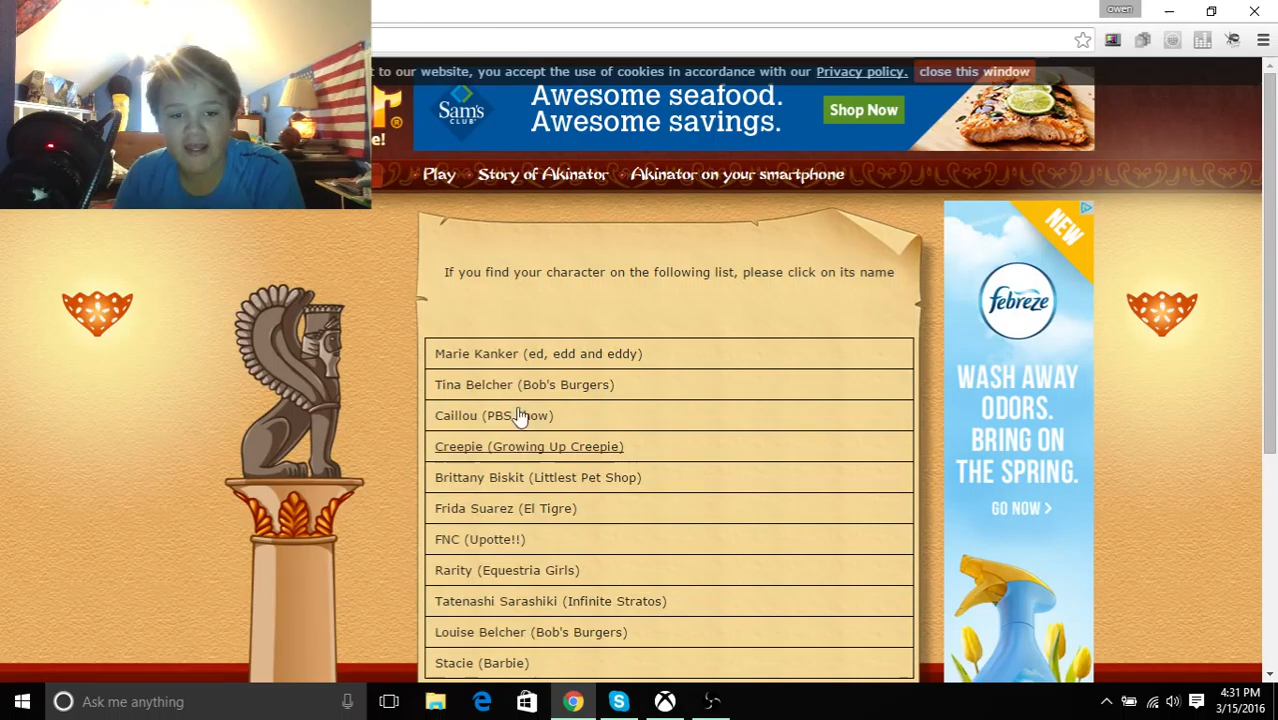 owen
t to our website, you accept the use of cookies in accordance with our Privacy policy. close this window
r®
e!
Sam's
CLUB
Awesome seafood.
Awesome savings.
Shop Now
Play · Story of Akinator · Akinator on your smartphone
If you find your character on the following list, please click on its name
Marie Kanker (ed, edd and eddy)
Tina Belcher (Bob's Burgers)
Caillou (PBS how)
Creepie (Growing Up Creepie)
Brittany Biskit (Littlest Pet Shop)
Frida Suarez (El Tigre)
FNC (Upotte!!)
Rarity (Equestria Girls)
Tatenashi Sarashiki (Infinite Stratos)
Louise Belcher (Bob's Burgers)
Stacie (Barbie)
NEW
febreze
WASH AWAY
ODORS.
BRING ON
THE SPRING.
GO NOW >
Ask me anything
4:31 PM
3/15/2016